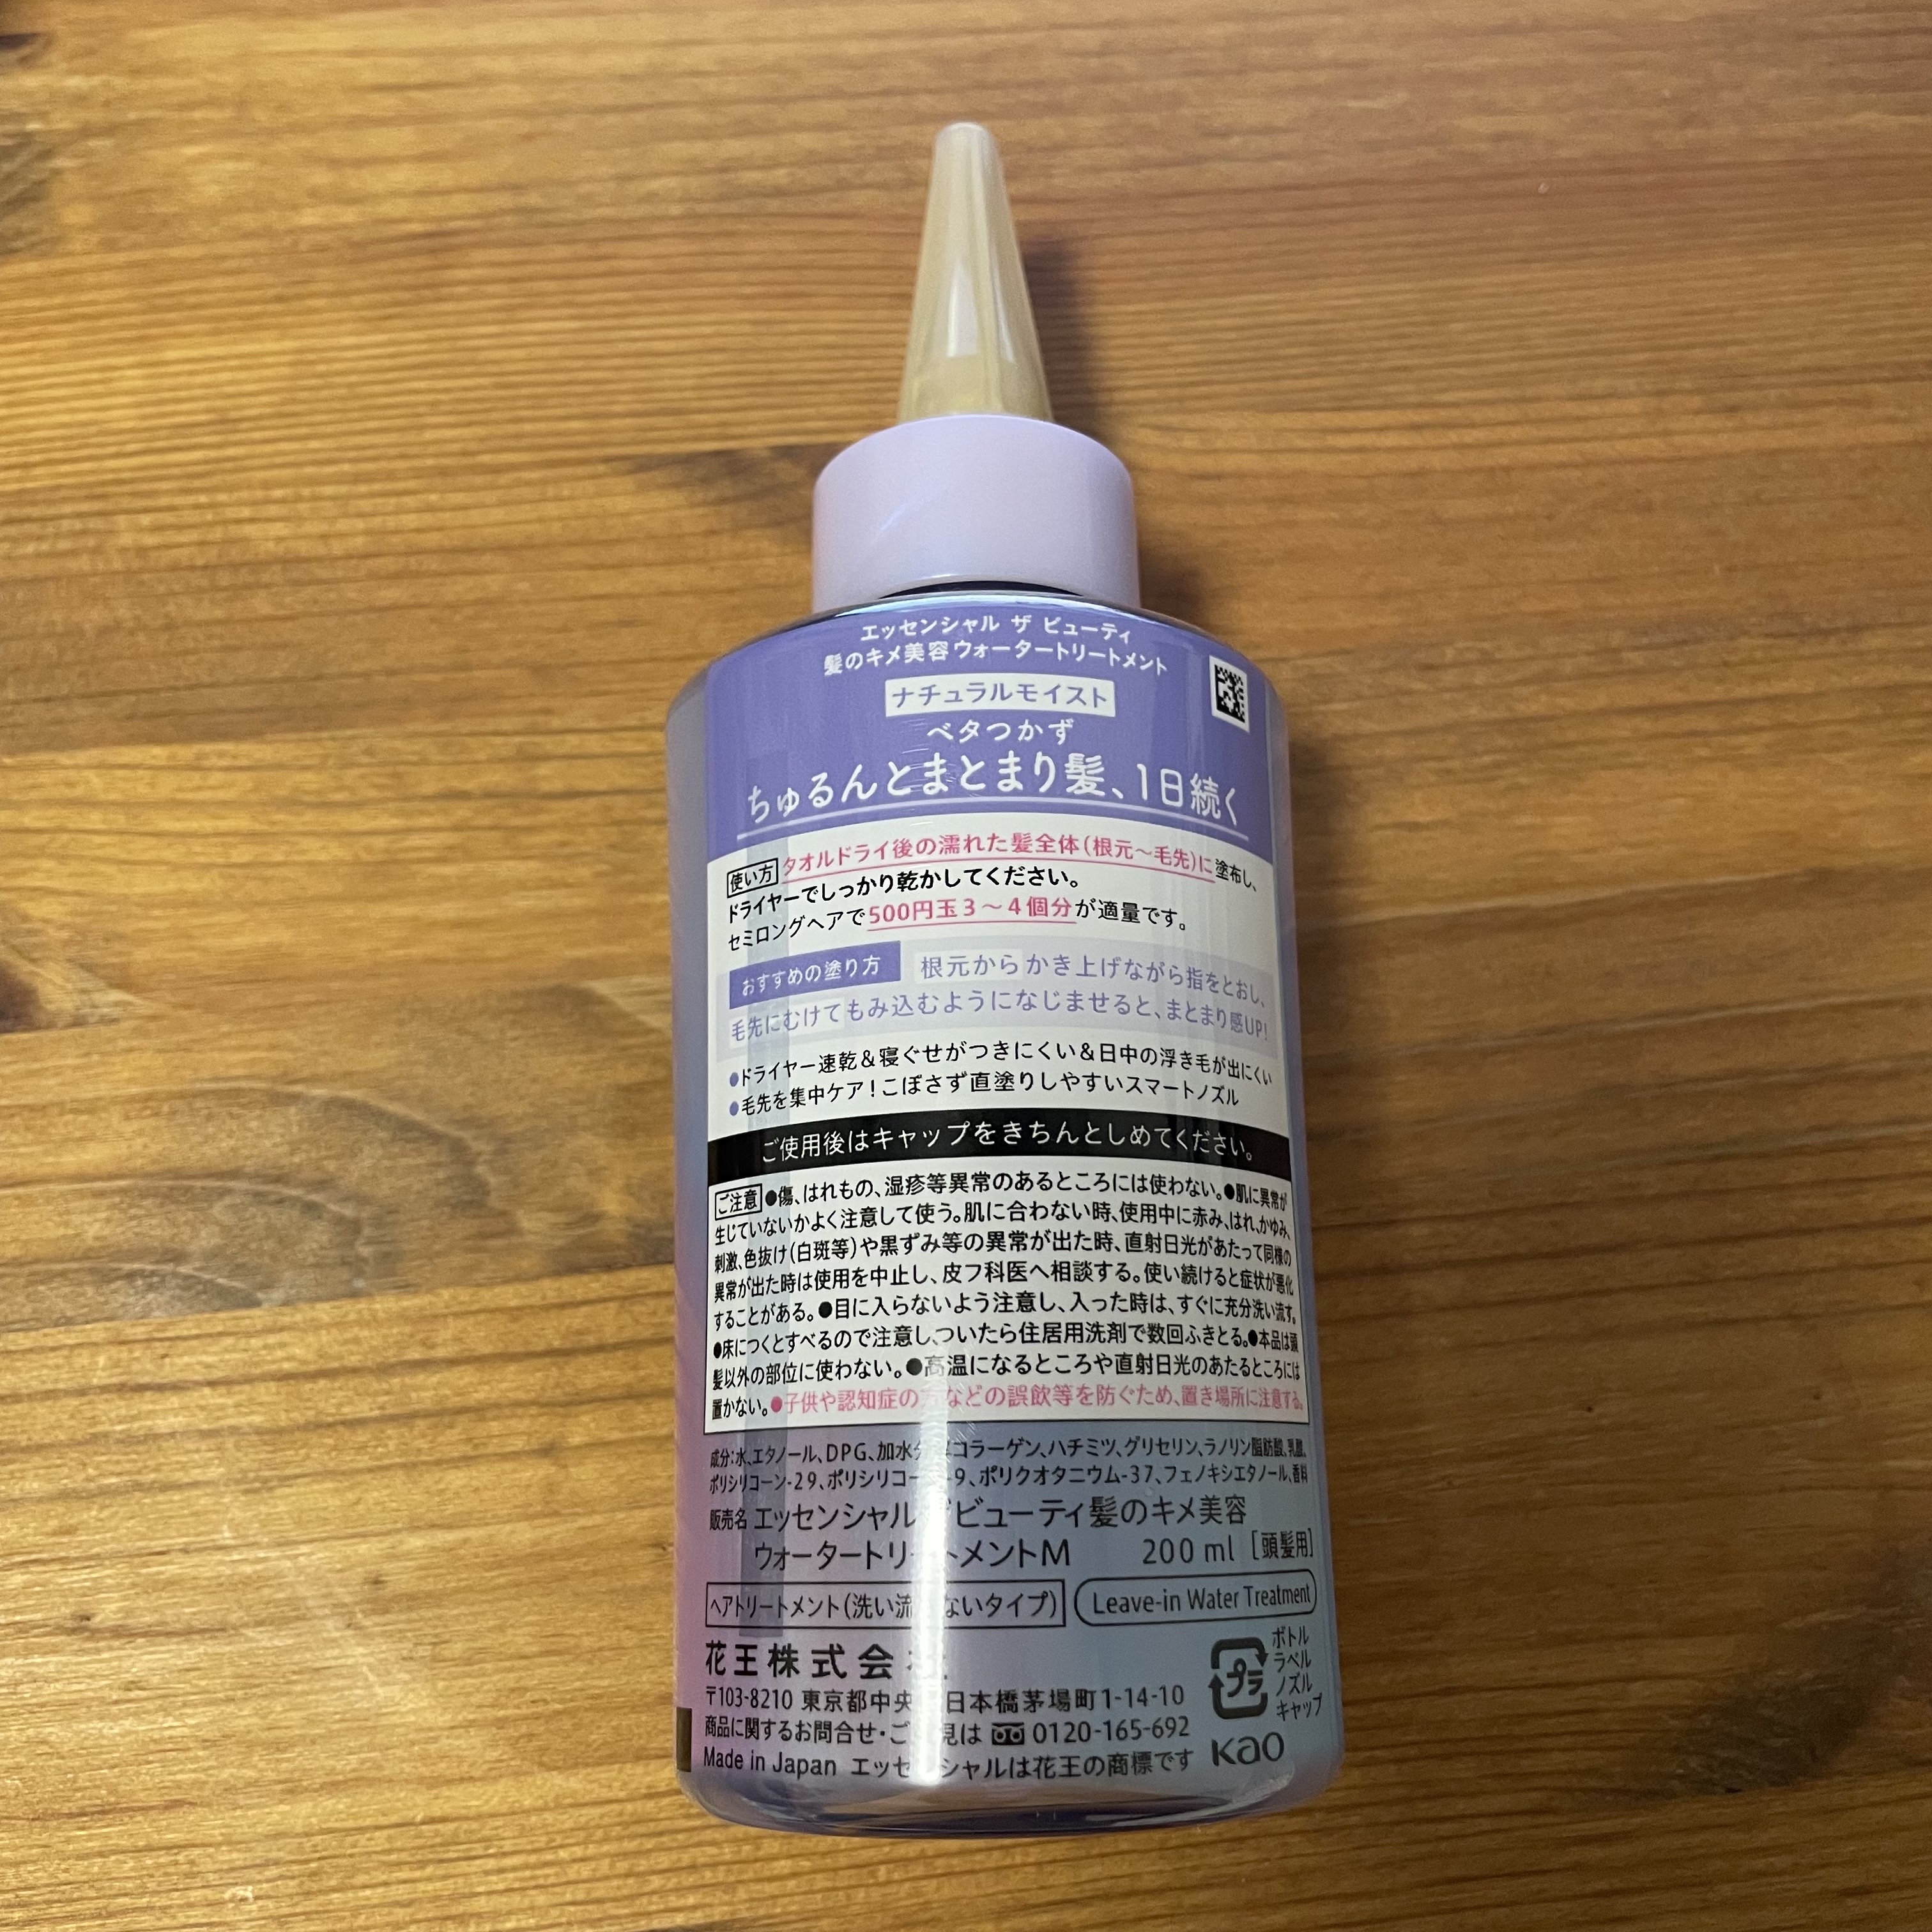 エッセンシャル ザ ビューティ
髪のキメ美容ウォータートリートメント
ナチュラルモイスト
ベタつかず
ちゅるんとまとまり髪、1日続く
使い方 タオルドライ後の濡れた髪全体(根元〜毛先)に塗布し、
ドライヤーでしっかり乾かしてください。
セミロングヘアで500円玉3〜4個分が適量です。
おすすめの塗り方 根元からかき上げながら指をとおし、
毛先にむけてもみ込むようになじませると、まとまり感UP!
●ドライヤー速乾&寝ぐせがつきにくい&日中の浮き毛が出にくい
●毛先を集中ケア!こぼさず直塗りしやすいスマートノズル
ご使用後はキャップをきちんとしめてください。
ご注意 ●傷、はれもの、湿疹等異常のあるところには使わない。●肌に異常が
生じていないかよく注意して使う。肌に合わない時、使用中に赤み、はれ、かゆみ、
刺激、色抜け(白斑等)や黒ずみ等の異常が出た時、直射日光があたって同様の
異常が出た時は使用を中止し、皮フ科医へ相談する。使い続けると症状が悪化
することがある。●目に入らないよう注意し、入った時は、すぐに充分洗い流す。
●床につくとすべるので注意し、ついたら住居用洗剤で数回ふきとる。●本品は頭
髪以外の部位に使わない。●高温になるところや直射日光のあたるところには
置かない。●子供や認知症の方などの誤飲等を防ぐため、置き場所に注意する。
成分:水、エタノール、DPG、加水分コラーゲン、ハチミツ、グリセリン、ラノリン脂肪酸、乳酸、
ポリシリコーン-29、ポリシリコー-9、ポリクオタニウム-37、フェノキシエタノール、香料
販売名 エッセンシャル ザ ビューティ髪のキメ美容
ウォータートリートメントM 200 ml [頭髪用]
ヘアトリートメント(洗い流ないタイプ) Leave-in Water Treatment
花王株式会社
〒103-8210 東京都中央日本橋茅場町1-14-10
商品に関するお問合せ・ご見は 0120-165-692
Made in Japan エッセンシャルは花王の商標です
Kao
プラ
ボトル
ラベル
ノズル
キャップ